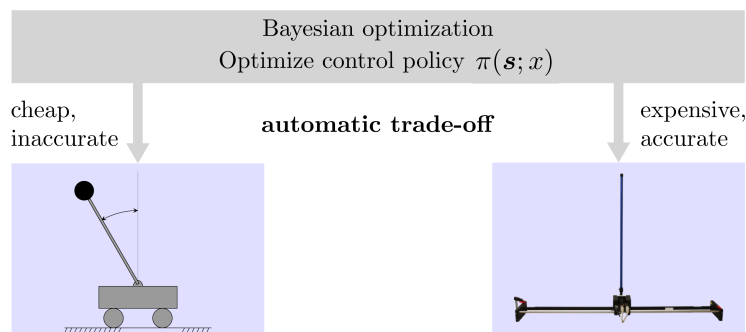 Bayesian optimization
Optimize control policy π(s; x)
cheap,
inaccurate
automatic trade-off
expensive,
accurate